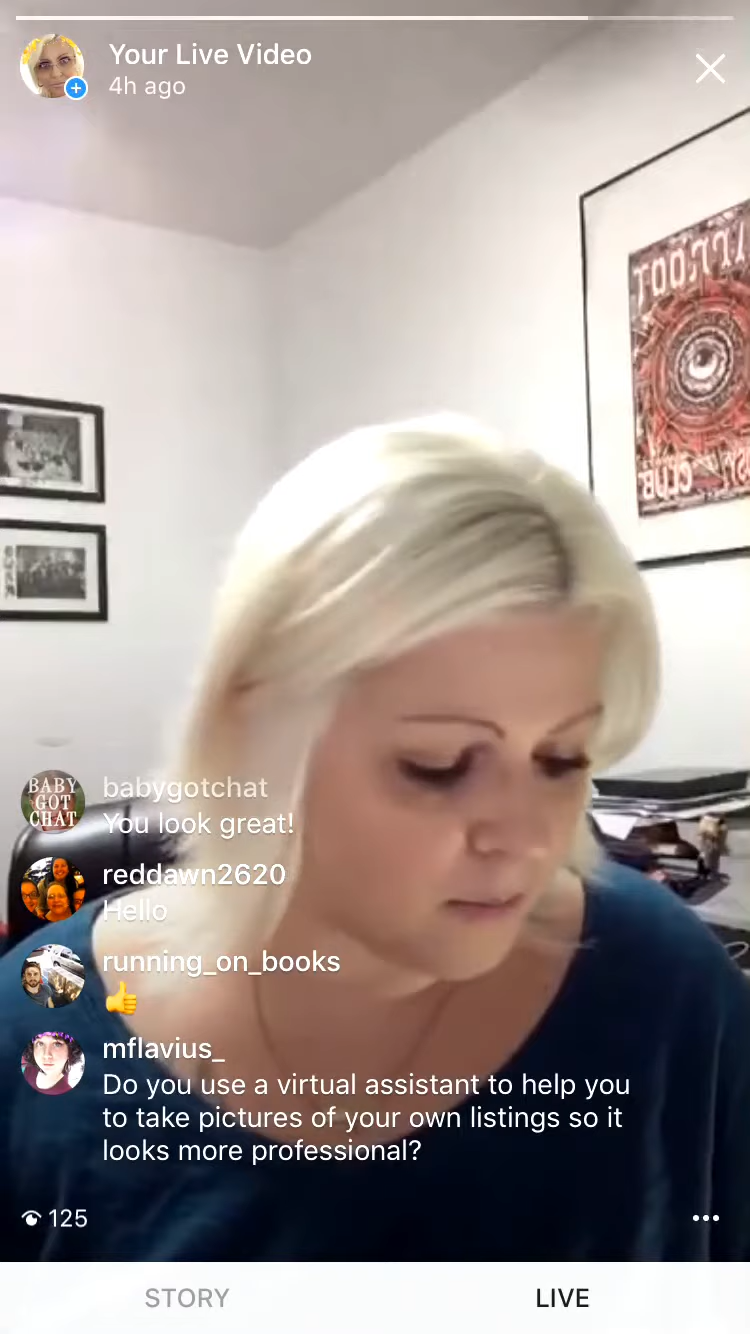 Your Live Video
4h ago
CLUB
BABY
GOT
CHAT
babygotchat
You look great!
reddawn2620
Hello
running_on_books
👍
mflavius_
Do you use a virtual assistant to help you
to take pictures of your own listings so it
looks more professional?
125
STORY
LIVE